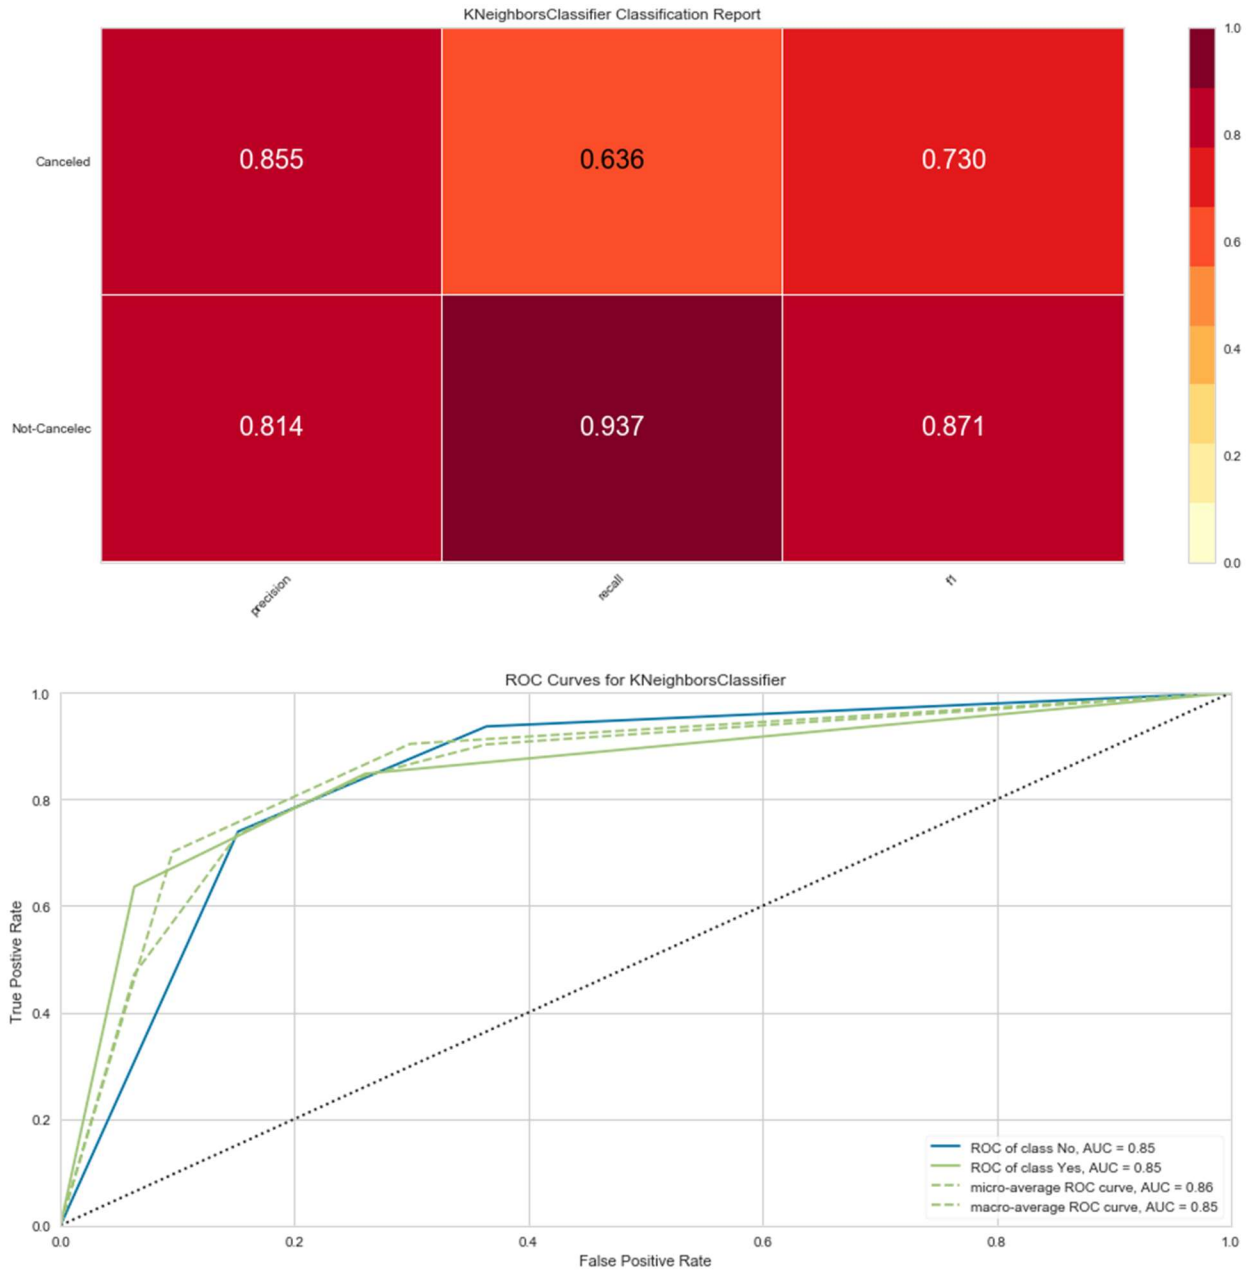 KNeighborsClassifier Classification Report
1.0
Canceled 0.855 0.636 0.730
0.8
0.6
0.4
Not-Cancelec 0.814 0.937 0.871
0.2
0.0
precision recall f1
ROC Curves for KNeighborsClassifier
1.0
0.8
0.6
0.4
0.2
0.0
True Postive Rate
ROC of class No, AUC = 0.85
ROC of class Yes, AUC = 0.85
micro-average ROC curve, AUC = 0.86
macro-average ROC curve, AUC = 0.85
0.0 0.2 0.4 0.6 0.8 1.0
False Positive Rate